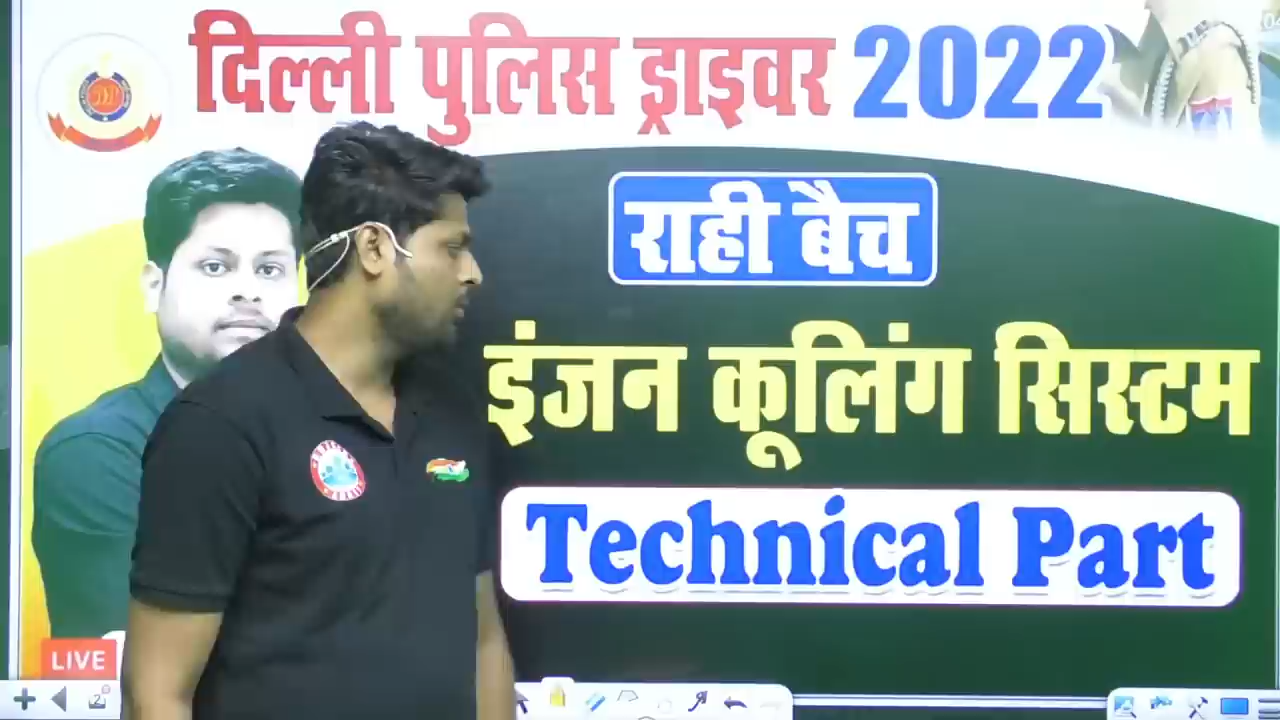 दिल्ली पुलिस ड्राइवर 2022
राही बैच
इंजन कूलिंग सिस्टम
Technical Part
LIVE